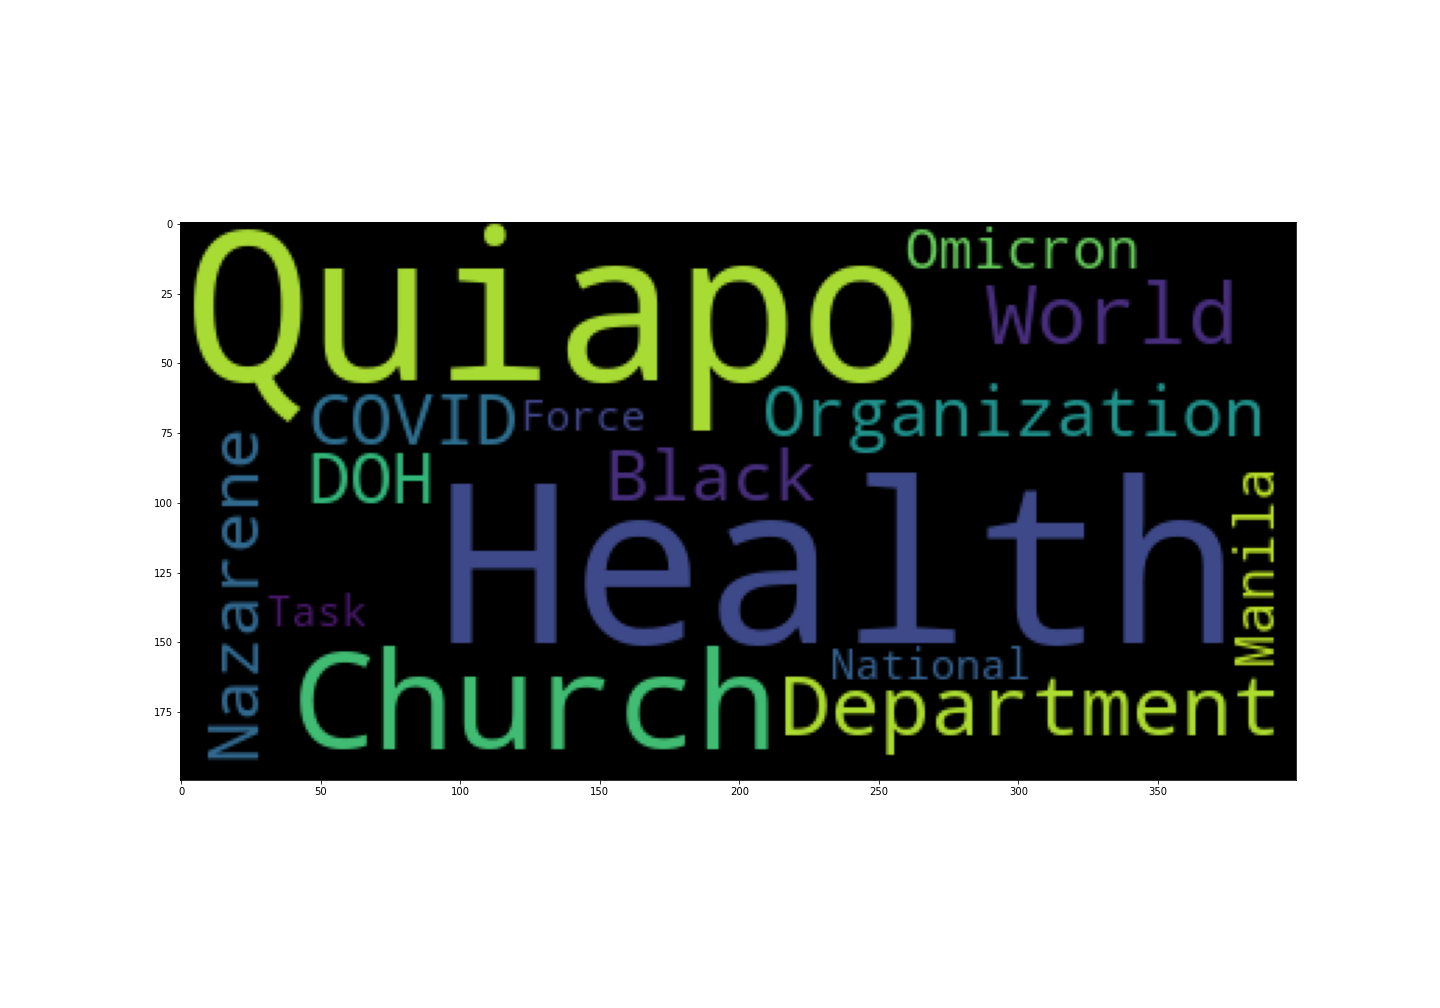 0
25
50
75
100
125
150
175
Quiapo
Omicron
World
COVID
Force
Organization
DOH
Black
Nazarene
Health
Manila
Task
Church
National
Department
0 50 100 150 200 250 300 350